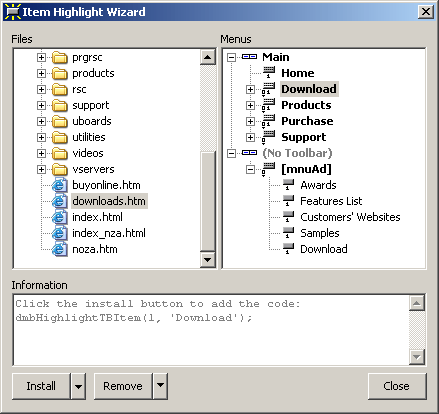 Item Highlight Wizard
Files
prgrsc
products
rsc
support
uboards
utilities
videos
vservers
buyonline.htm
downloads.htm
index.html
index_nza.html
noza.htm
Menus
Main
Home
Download
Products
Purchase
Support
(No Toolbar)
[mnuAd]
Awards
Features List
Customers' Websites
Samples
Download
Information
Click the install button to add the code:
dmbHighlightTBItem(1, 'Download');
Install
Remove
Close